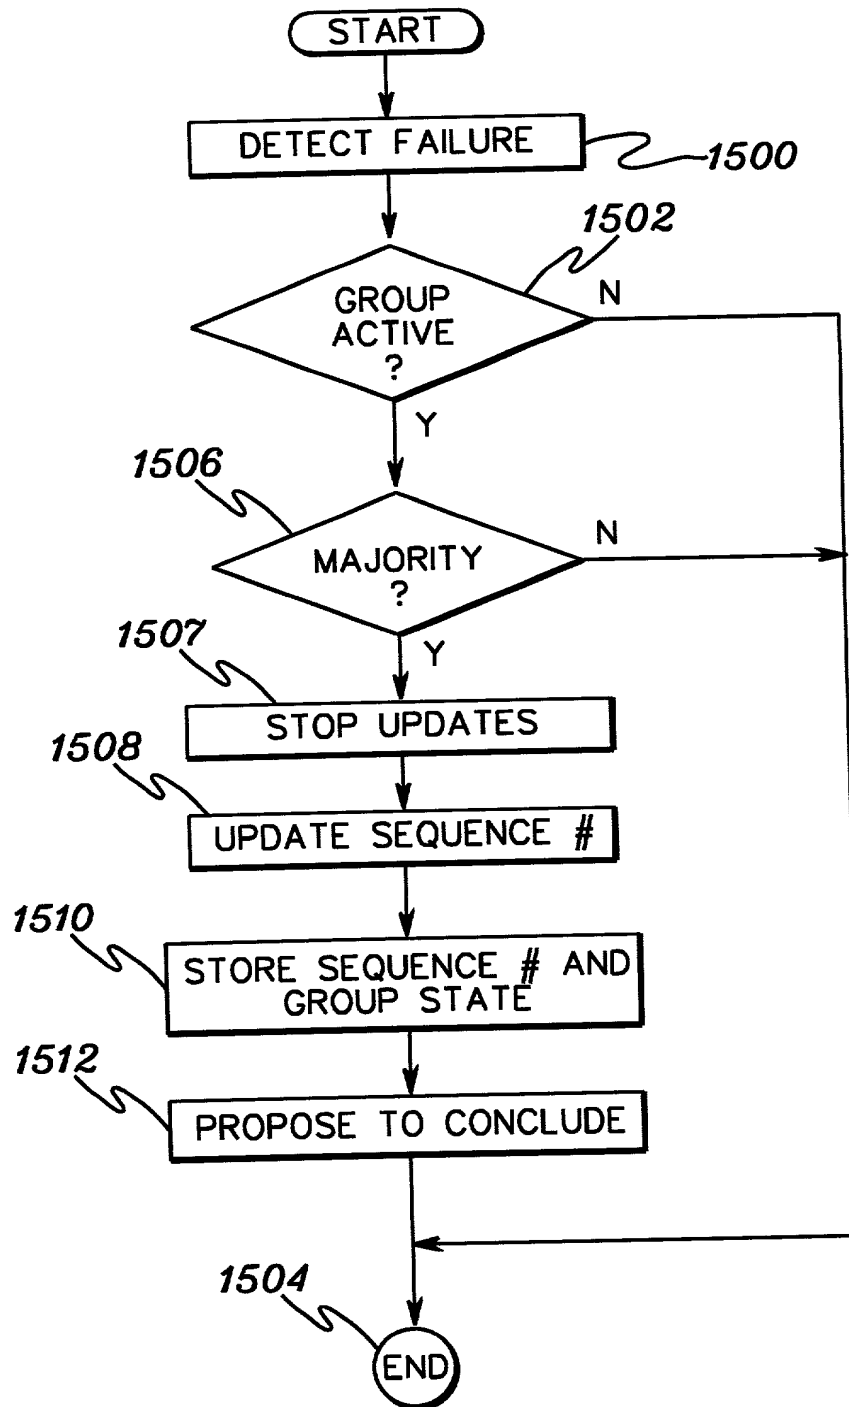 START
DETECT FAILURE
1500
1502
GROUP
ACTIVE
?
N
Y
1506
MAJORITY
?
N
1507
Y
STOP UPDATES
1508
UPDATE SEQUENCE #
1510
STORE SEQUENCE # AND
GROUP STATE
1512
PROPOSE TO CONCLUDE
1504
END